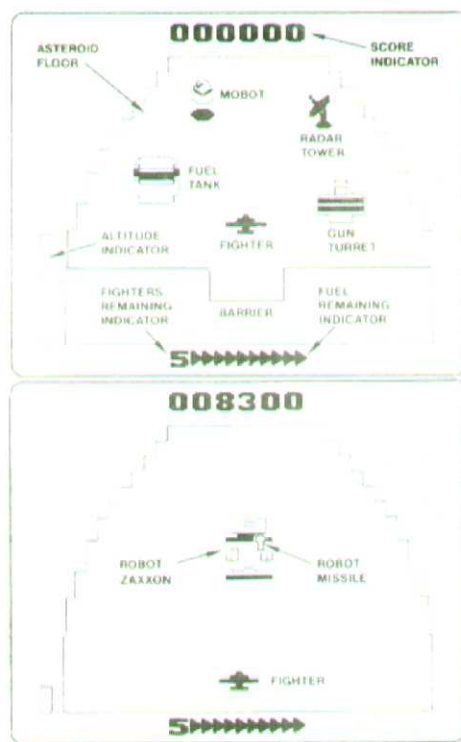 000000
ASTEROID
FLOOR
SCORE
INDICATOR
MOBOT
RADAR
TOWER
FUEL
TANK
ALTITUDE
INDICATOR
FIGHTER
GUN
TURRET
FIGHTERS
REMAINING
INDICATOR
BARRIER
FUEL
REMAINING
INDICATOR
5
008300
ROBOT
ZAXXON
ROBOT
MISSILE
FIGHTER
5